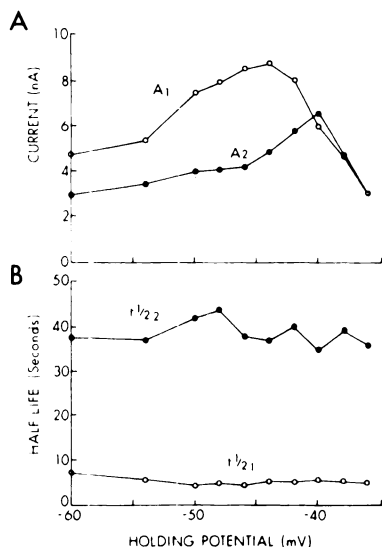 A
10
8
6
4
2
0
CURRENT (nA)
A1
A2
B
50
40
30
20
10
0
HALF LIFE (Seconds)
t½2
t½1
-60 -50 -40
HOLDING POTENTIAL (mV)